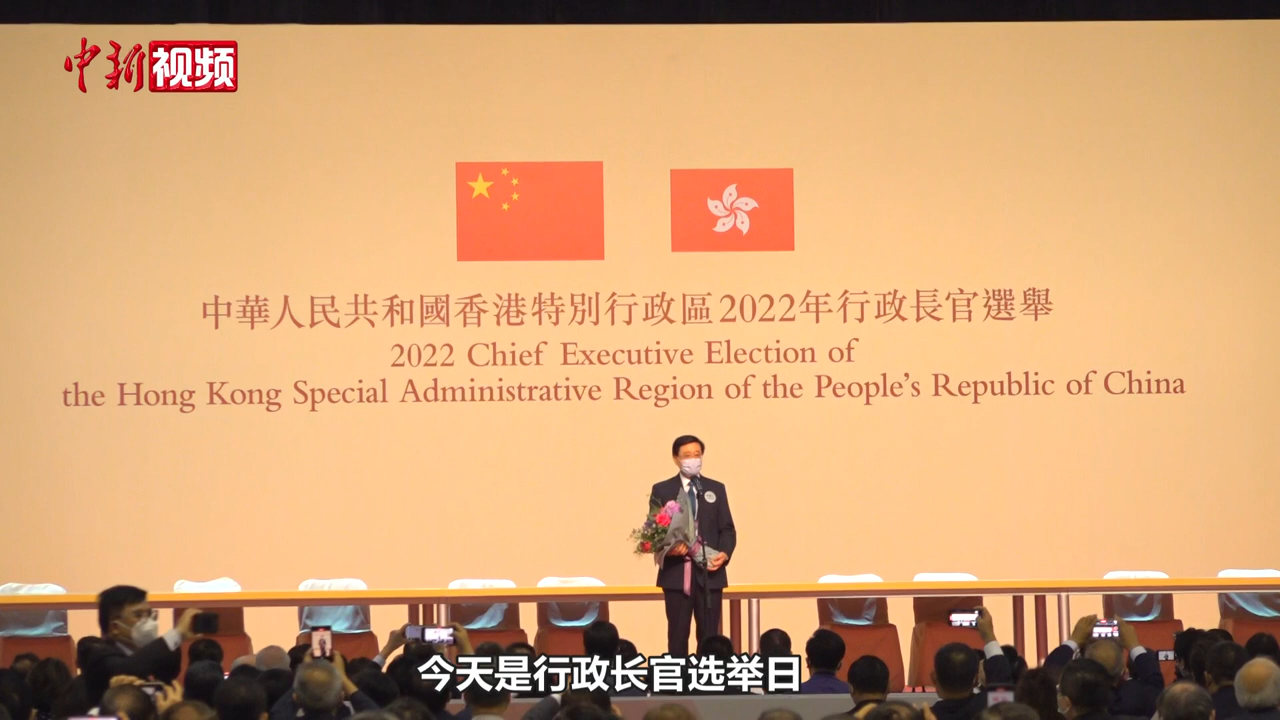 中新视频
中華人民共和國香港特別行政區2022年行政長官選舉
2022 Chief Executive Election of
the Hong Kong Special Administrative Region of the People's Republic of China
今天是行政长官选举日